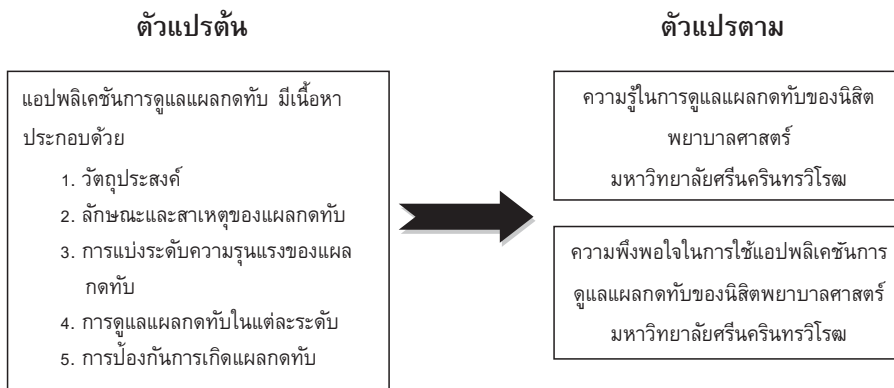 ตัวแปรต้น
แอปพลิเคชันการดูแลแผลกดทับ มีเนื้อหา
ประกอบด้วย
1. วัตถุประสงค์
2. ลักษณะและสาเหตุของแผลกดทับ
3. การแบ่งระดับความรุนแรงของแผล
กดทับ
4. การดูแลแผลกดทับในแต่ละระดับ
5. การป้องกันการเกิดแผลกดทับ
ตัวแปรตาม
ความรู้ในการดูแลแผลกดทับของนิสิต
พยาบาลศาสตร์
มหาวิทยาลัยศรีนครินทรวิโรฒ
ความพึงพอใจในการใช้แอปพลิเคชันการ
ดูแลแผลกดทับของนิสิตพยาบาลศาสตร์
มหาวิทยาลัยศรีนครินทรวิโรฒ